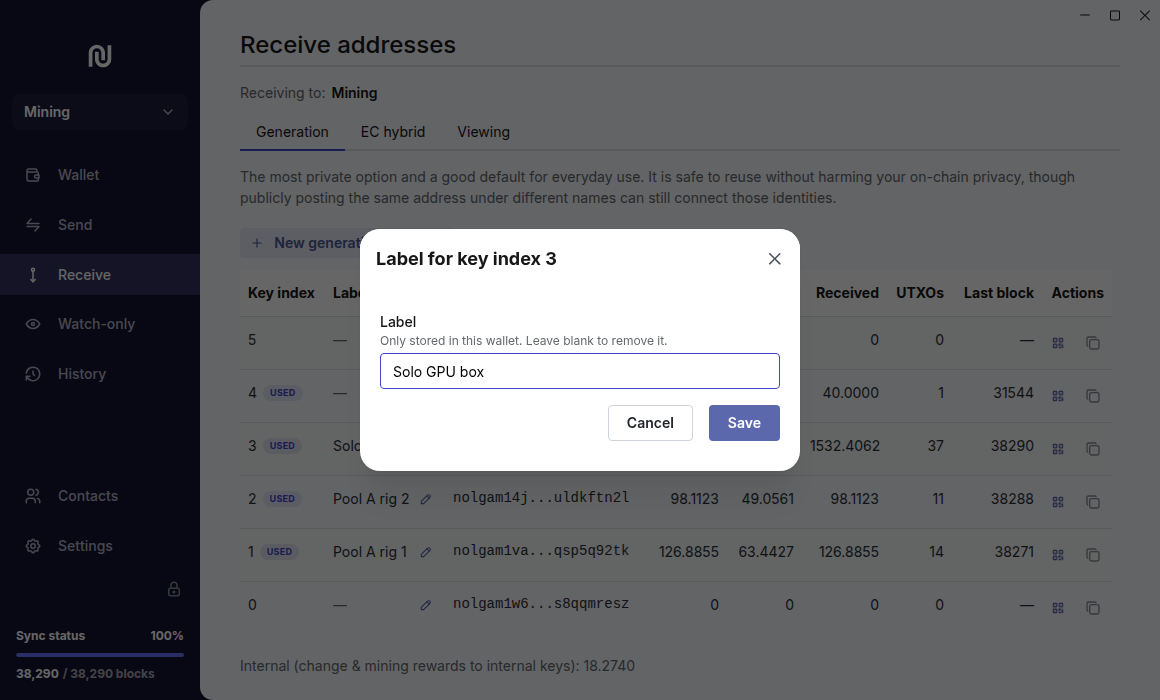 Receive addresses
Mining
Receiving to: Mining
Generation EC hybrid Viewing
Wallet
The most private option and a good default for everyday use. It is safe to reuse without harming your on-chain privacy, though
publicly posting the same address under different names can still connect those identities.
Send
New generat
Receive
Watch-only
History
Contacts
Settings
Sync status 100%
38,290 / 38,290 blocks
Label for key index 3
Label
Only stored in this wallet. Leave blank to remove it.
Solo GPU box
Cancel Save
Key index Labe Received UTXOs Last block Actions
5 — 0 0 —
4 USED — 40.0000 1 31544
3 USED Solo 1532.4062 37 38290
2 USED Pool A rig 2 nolgam14j...uldkftn2l 98.1123 49.0561 98.1123 11 38288
1 USED Pool A rig 1 nolgam1va...qsp5q92tk 126.8855 63.4427 126.8855 14 38271
0 — nolgam1w6...s8qqmresz 0 0 0 0 —
Internal (change & mining rewards to internal keys): 18.2740